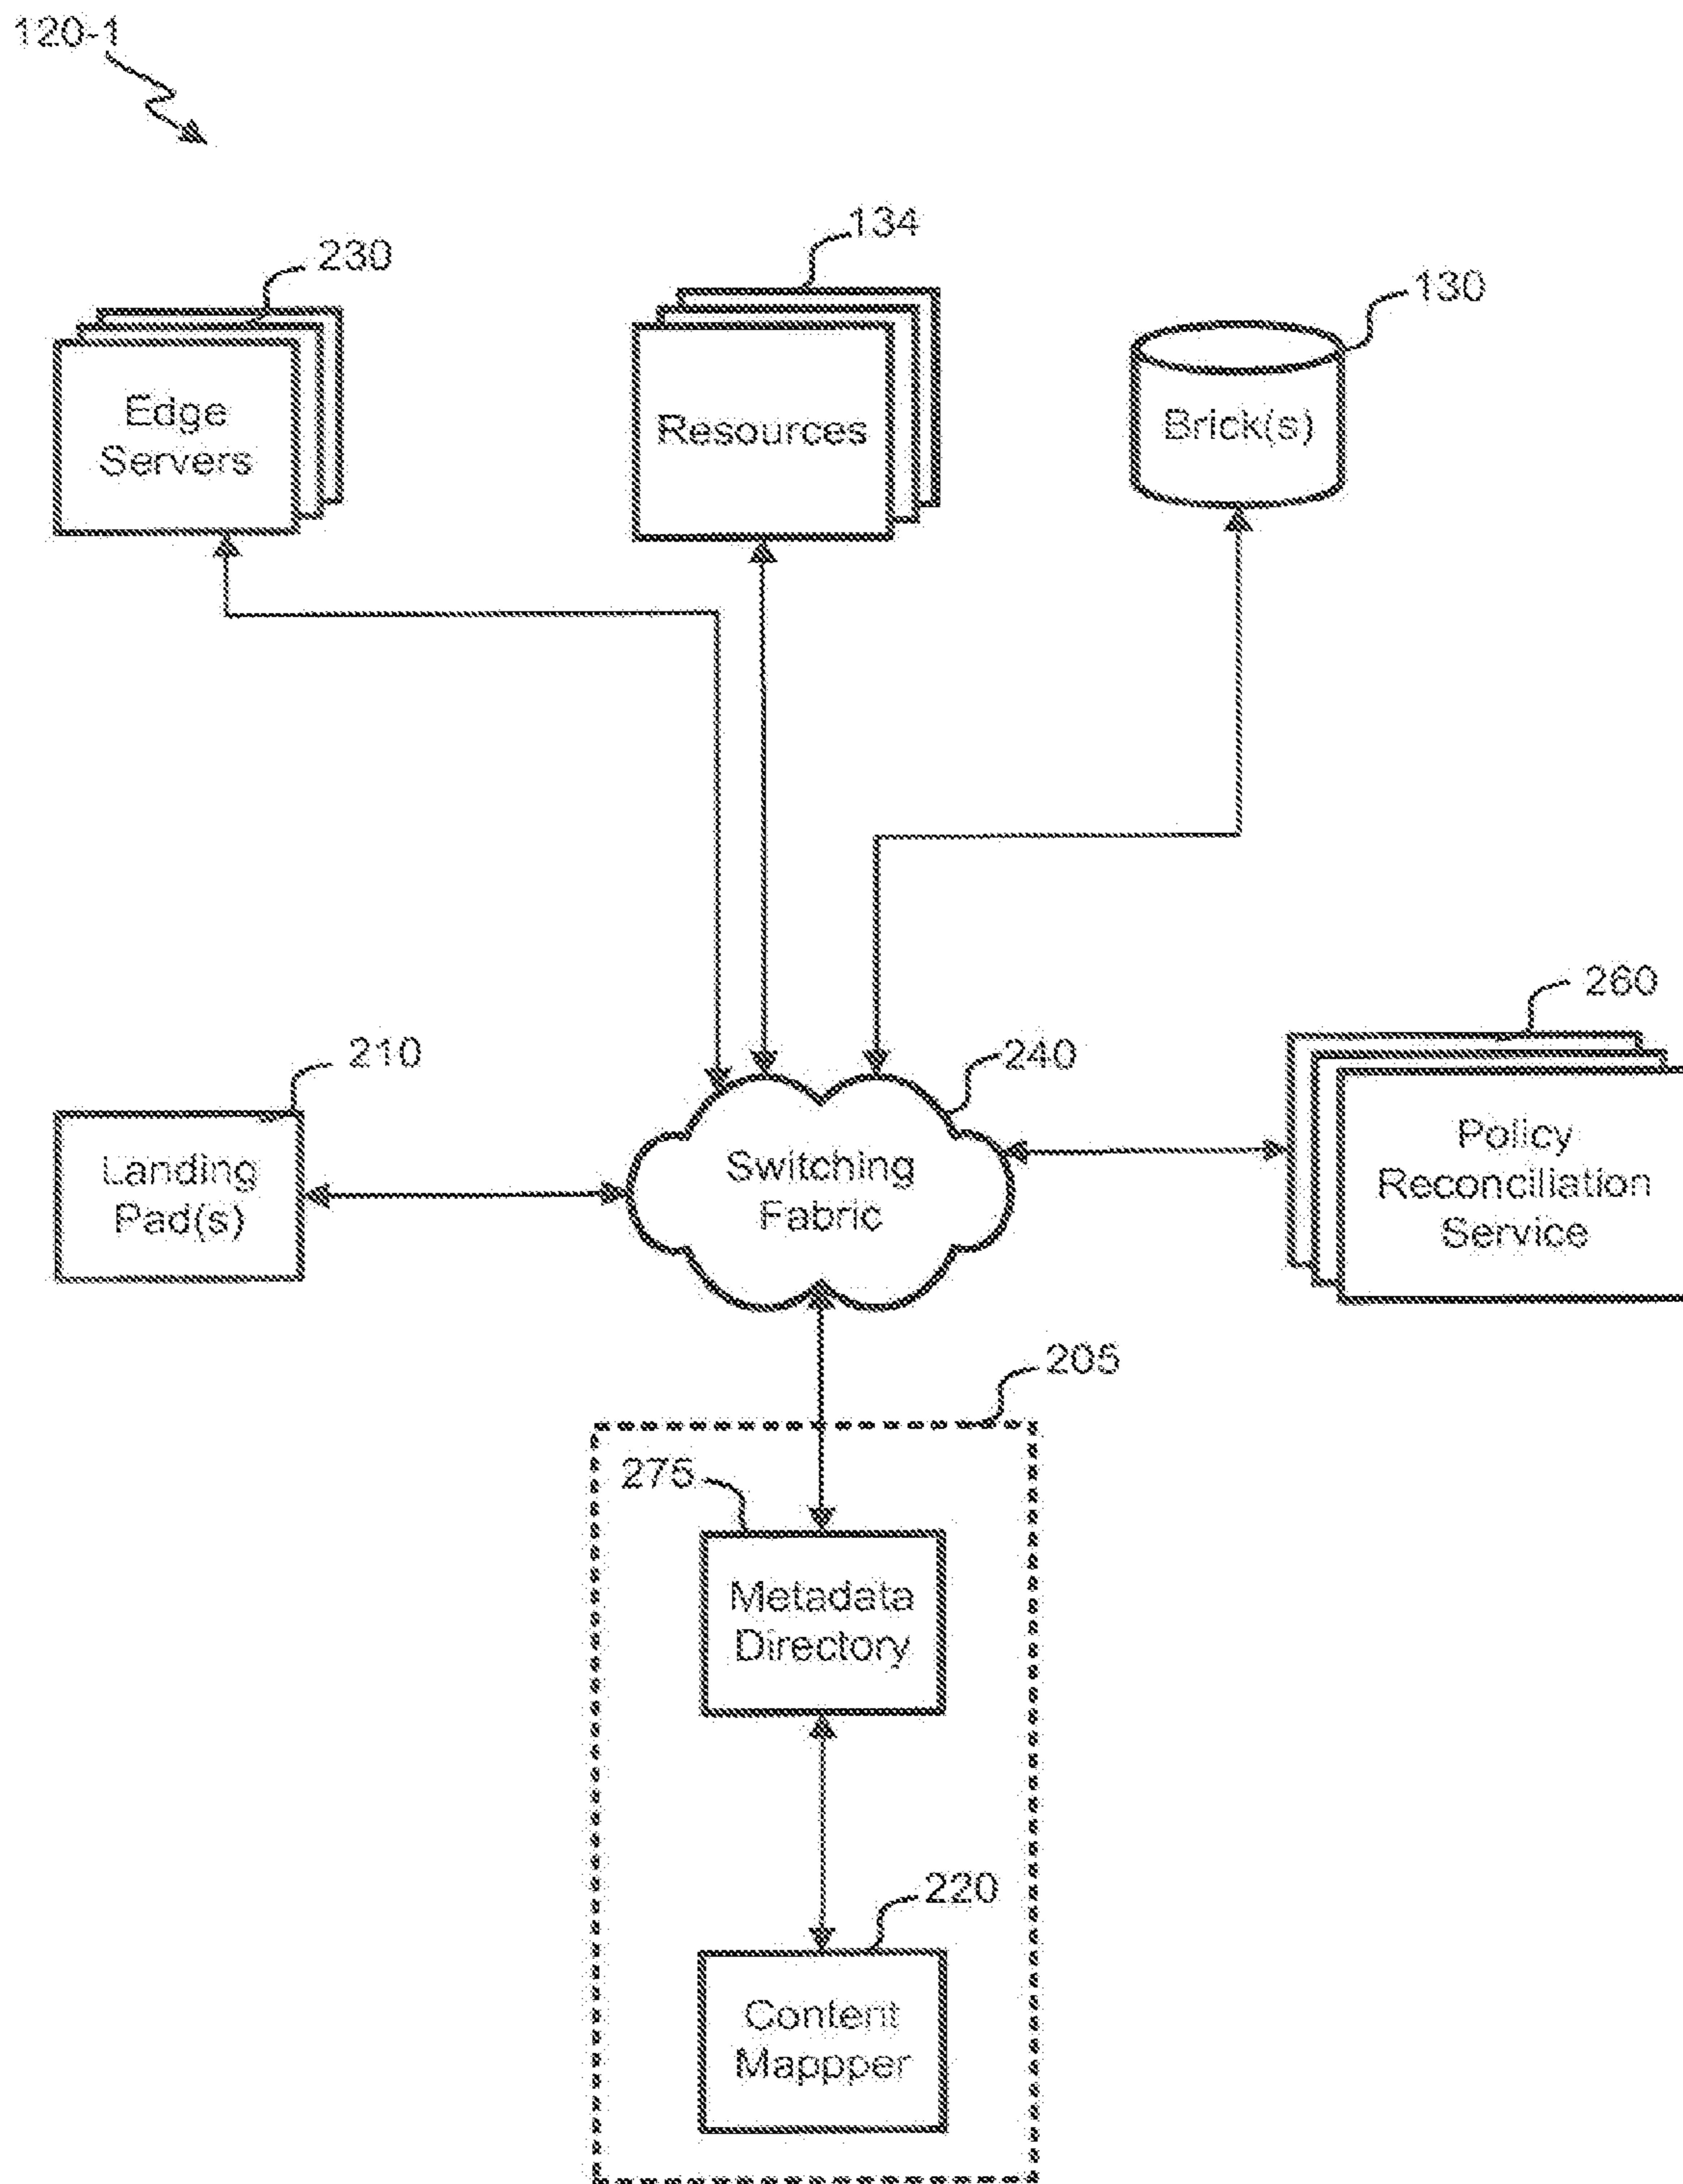 120-1
134
230
130
Edge
Servers
Resources
Brick(s)
260
210
240
Landing
Pad(s)
Switching
Fabric
Policy
Reconciliation
Service
205
275
Metadata
Directory
220
Content
Mappper